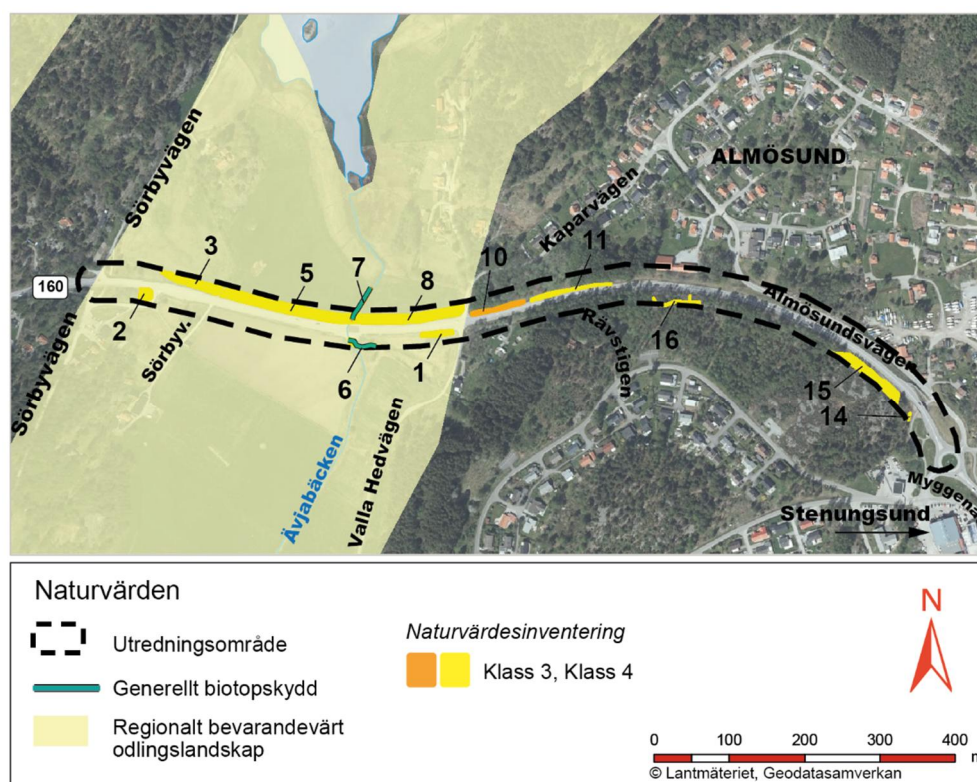 ALMÖSUND
Sörbyvägen
Kaparvägen
3
5
7
8
10
11
160
2
Sörbyv.
6
1
Rävstigen
16
Almösundsvägen
15
14
Sörbyvägen
Ävjabäcken
Valla Hedvägen
Myggenä
Stenungsund
Naturvärden
Utredningsområde
Generellt biotopskydd
Regionalt bevarandevärt
odlingslandskap
Naturvärdesinventering
Klass 3, Klass 4
N
0 100 200 300 400
m
© Lantmäteriet, Geodatasamverkan